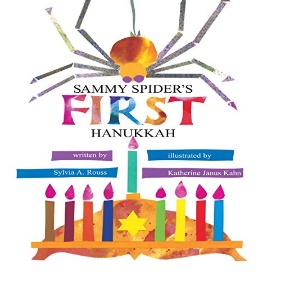 SAMMY SPIDER'S
FIRST
HANUKKAH
written by
illustrated by
Sylvia A. Rouss
Katherine Janus Kahn